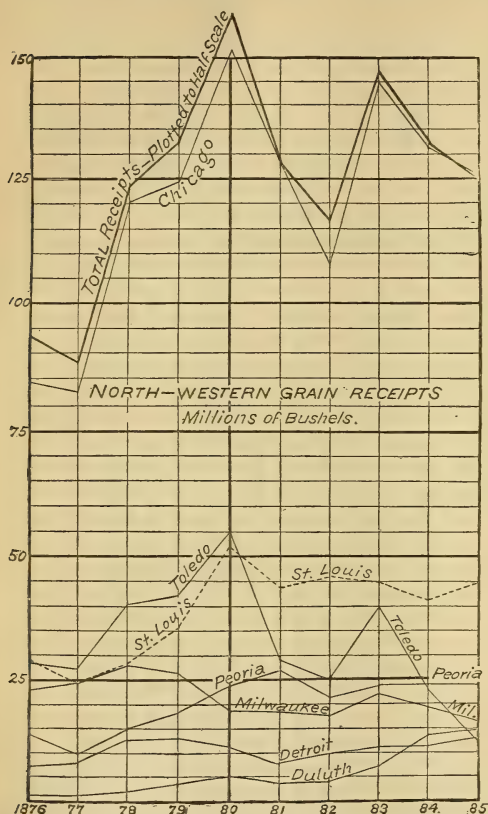 150
TOTAL Receipts—Plotted to Half Scale
Chicago
125
100
NORTH-WESTERN GRAIN RECEIPTS
Millions of Bushels.
75
50
Toledo
St. Louis
St. Louis
Toledo
25
Peoria
Peoria
Milwaukee
Mil.
Detroit
Duluth
1876 77 78 79 80 81 82 83 84. 85